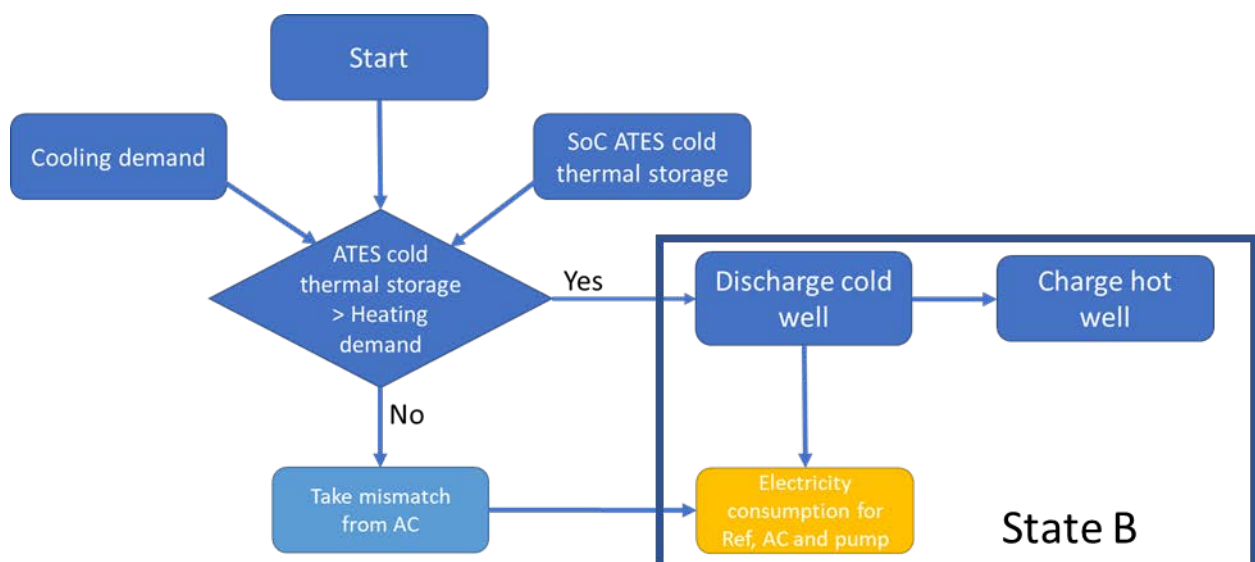 Start
Cooling demand
SoC ATES cold
thermal storage
ATES cold
thermal storage
> Heating
demand
Yes
Discharge cold
well
Charge hot
well
No
Take mismatch
from AC
Electricity
consumption for
Ref, AC and pump
State B